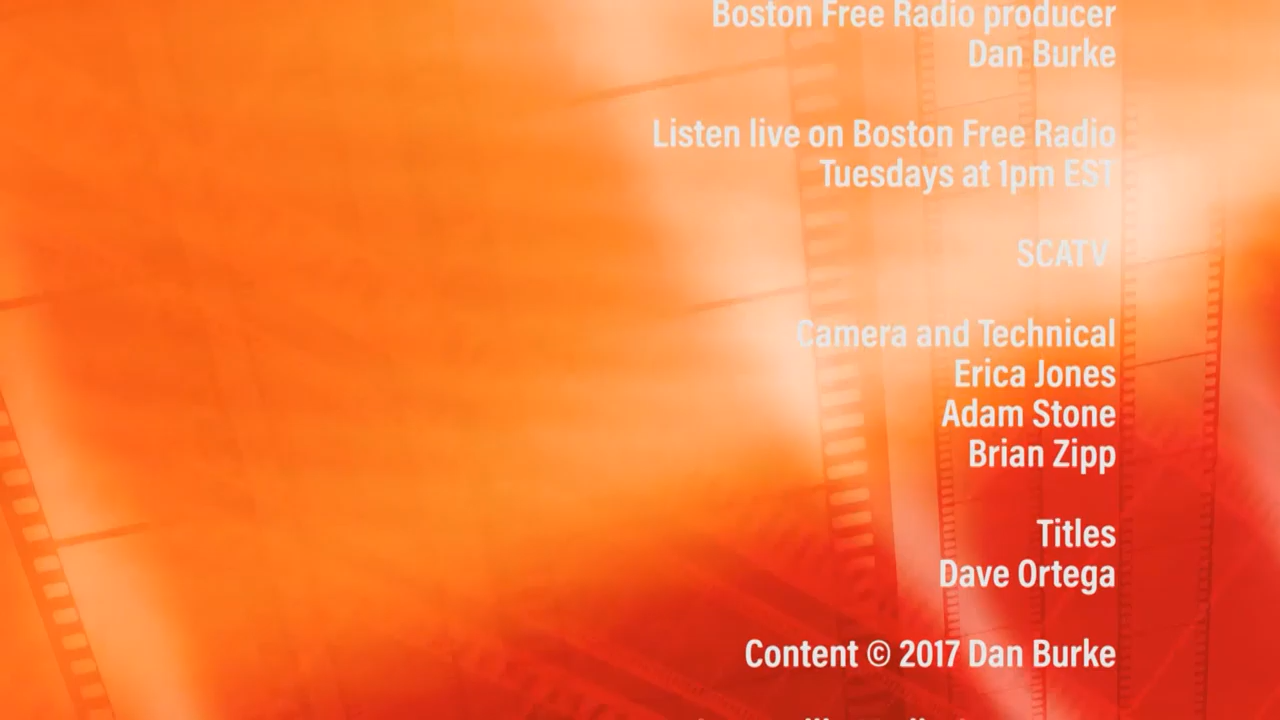 Boston Free Radio producer
Dan Burke
Listen live on Boston Free Radio
Tuesdays at 1pm EST
SCATV
Camera and Technical
Erica Jones
Adam Stone
Brian Zipp
Titles
Dave Ortega
Content © 2017 Dan Burke